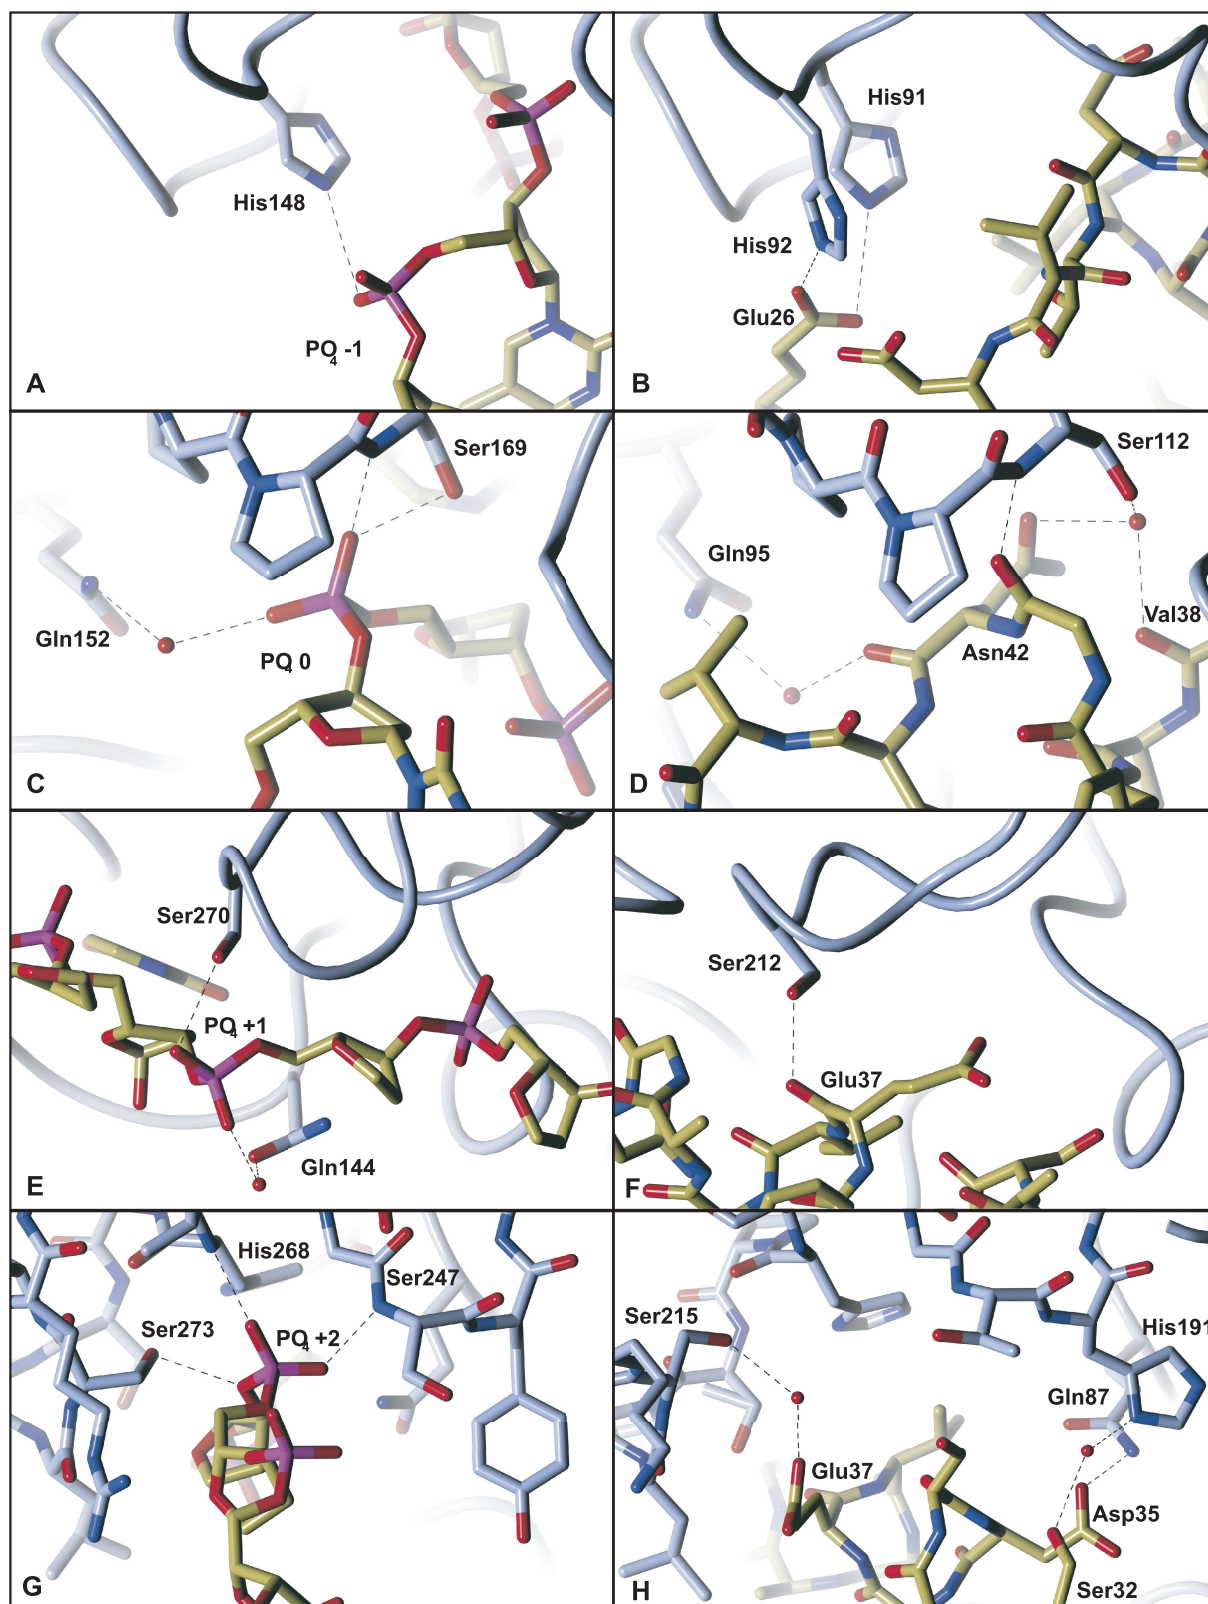 His148
PO4 -1
A
His91
His92
Glu26
B
Ser169
Gln152
PO4 0
C
Ser112
Gln95
Val38
Asn42
D
Ser270
PO4 +1
Gln144
E
Ser212
Glu37
F
His268
Ser247
Ser273
PO4 +2
G
Ser215
His191
Gln87
Glu37
Asp35
Ser32
H